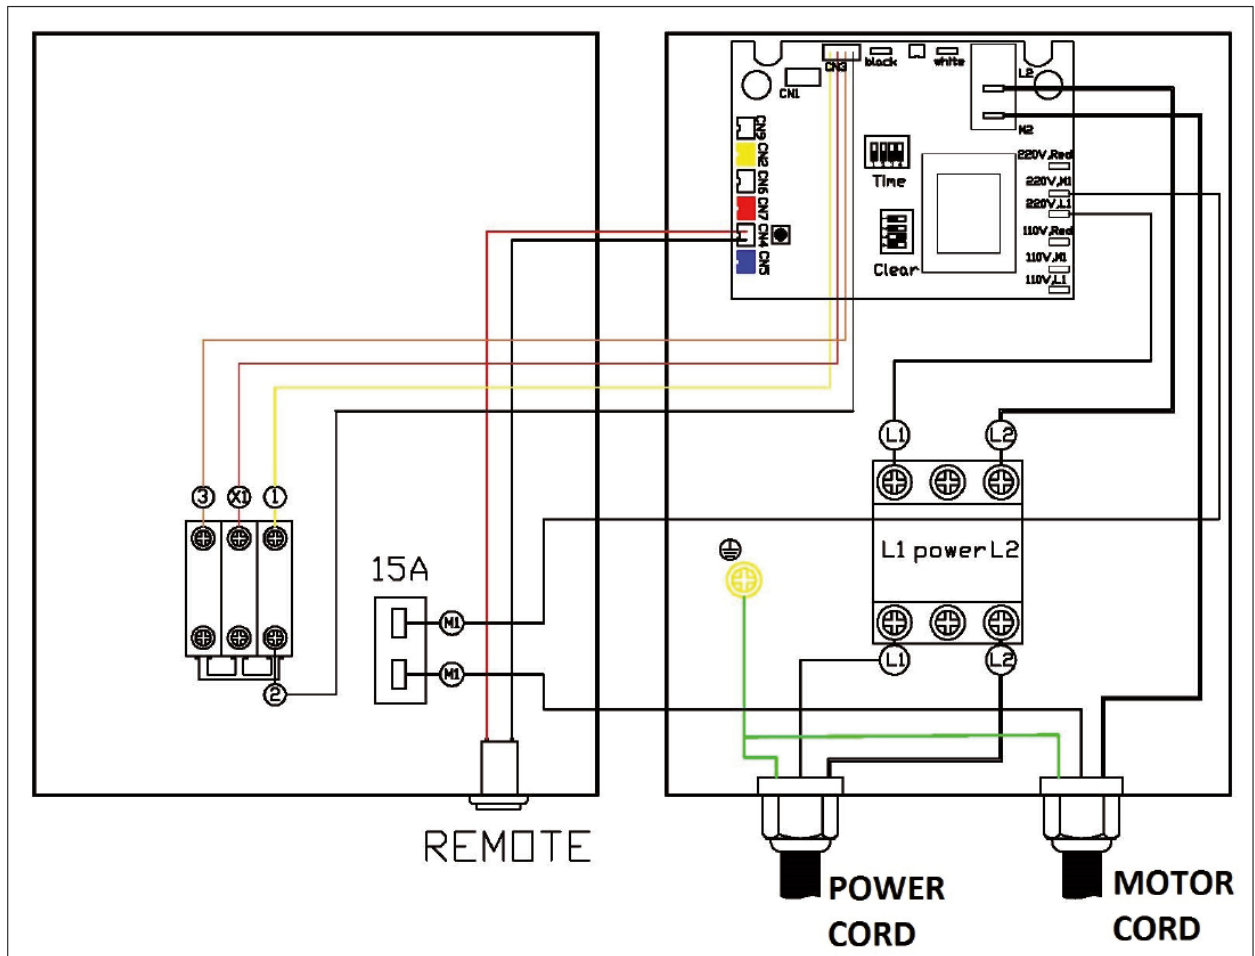 CN3
black
white
L2
CN1
M2
CN9
CN2
CN6
CN7
CN4
CN5
Time
Clear
220V,Red
220V,M1
220V,L1
110V,Red
110V,M1
110V,L1
L1
L2
3
X1
1
L1 power L2
15A
M1
M1
L1
L2
2
REMOTE
POWER
CORD
MOTOR
CORD